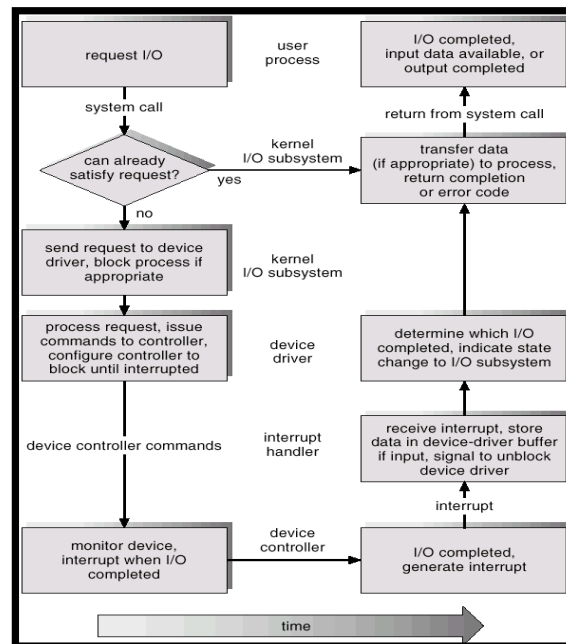 request I/O
user
process
I/O completed,
input data available, or
output completed
system call
return from system call
can already
satisfy request?
yes
kernel
I/O subsystem
transfer data
(if appropriate) to process,
return completion
or error code
no
send request to device
driver, block process if
appropriate
kernel
I/O subsystem
process request, issue
commands to controller,
configure controller to
block until interrupted
device
driver
determine which I/O
completed, indicate state
change to I/O subsystem
device controller commands
interrupt
handler
receive interrupt, store
data in device-driver buffer
if input, signal to unblock
device driver
interrupt
monitor device,
interrupt when I/O
completed
device
controller
I/O completed,
generate interrupt
time